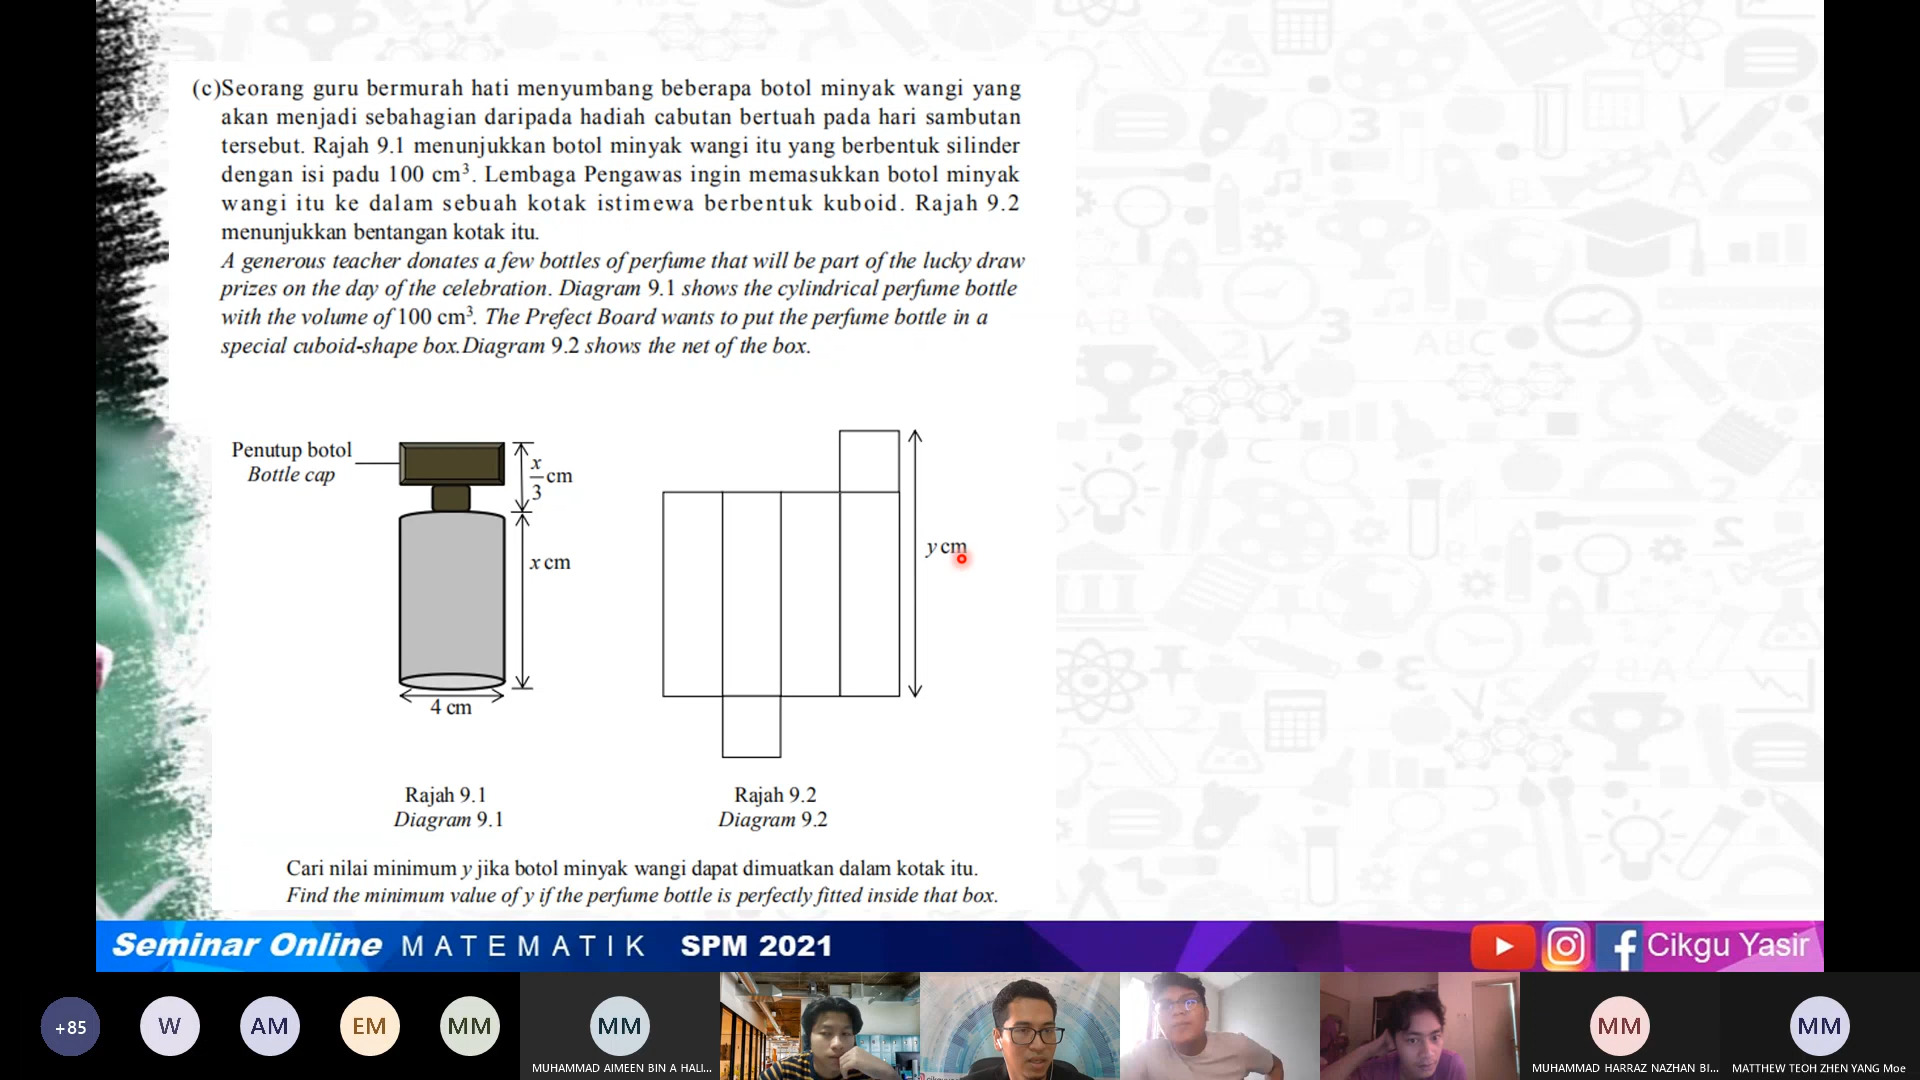 (c)Seorang guru bermurah hati menyumbang beberapa botol minyak wangi yang
akan menjadi sebahagian daripada hadiah cabutan bertuah pada hari sambutan
tersebut. Rajah 9.1 menunjukkan botol minyak wangi itu yang berbentuk silinder
dengan isi padu 100 cm³. Lembaga Pengawas ingin memasukkan botol minyak
wangi itu ke dalam sebuah kotak istimewa berbentuk kuboid. Rajah 9.2
menunjukkan bentangan kotak itu.
A generous teacher donates a few bottles of perfume that will be part of the lucky draw
prizes on the day of the celebration. Diagram 9.1 shows the cylindrical perfume bottle
with the volume of 100 cm³. The Prefect Board wants to put the perfume bottle in a
special cuboid-shape box.Diagram 9.2 shows the net of the box.
Penutup botol
Bottle cap
x/3 cm
x cm
4 cm
y cm
Rajah 9.1
Diagram 9.1
Rajah 9.2
Diagram 9.2
Cari nilai minimum y jika botol minyak wangi dapat dimuatkan dalam kotak itu.
Find the minimum value of y if the perfume bottle is perfectly fitted inside that box.
Seminar Online MATEMATIK SPM 2021
Cikgu Yasir
+85
W
AM
EM
MM
MM
MUHAMMAD AIMEEN BIN A HALI...
MM
MUHAMMAD HARRAZ NAZHAN BI...
MM
MATTHEW TEOH ZHEN YANG Moe